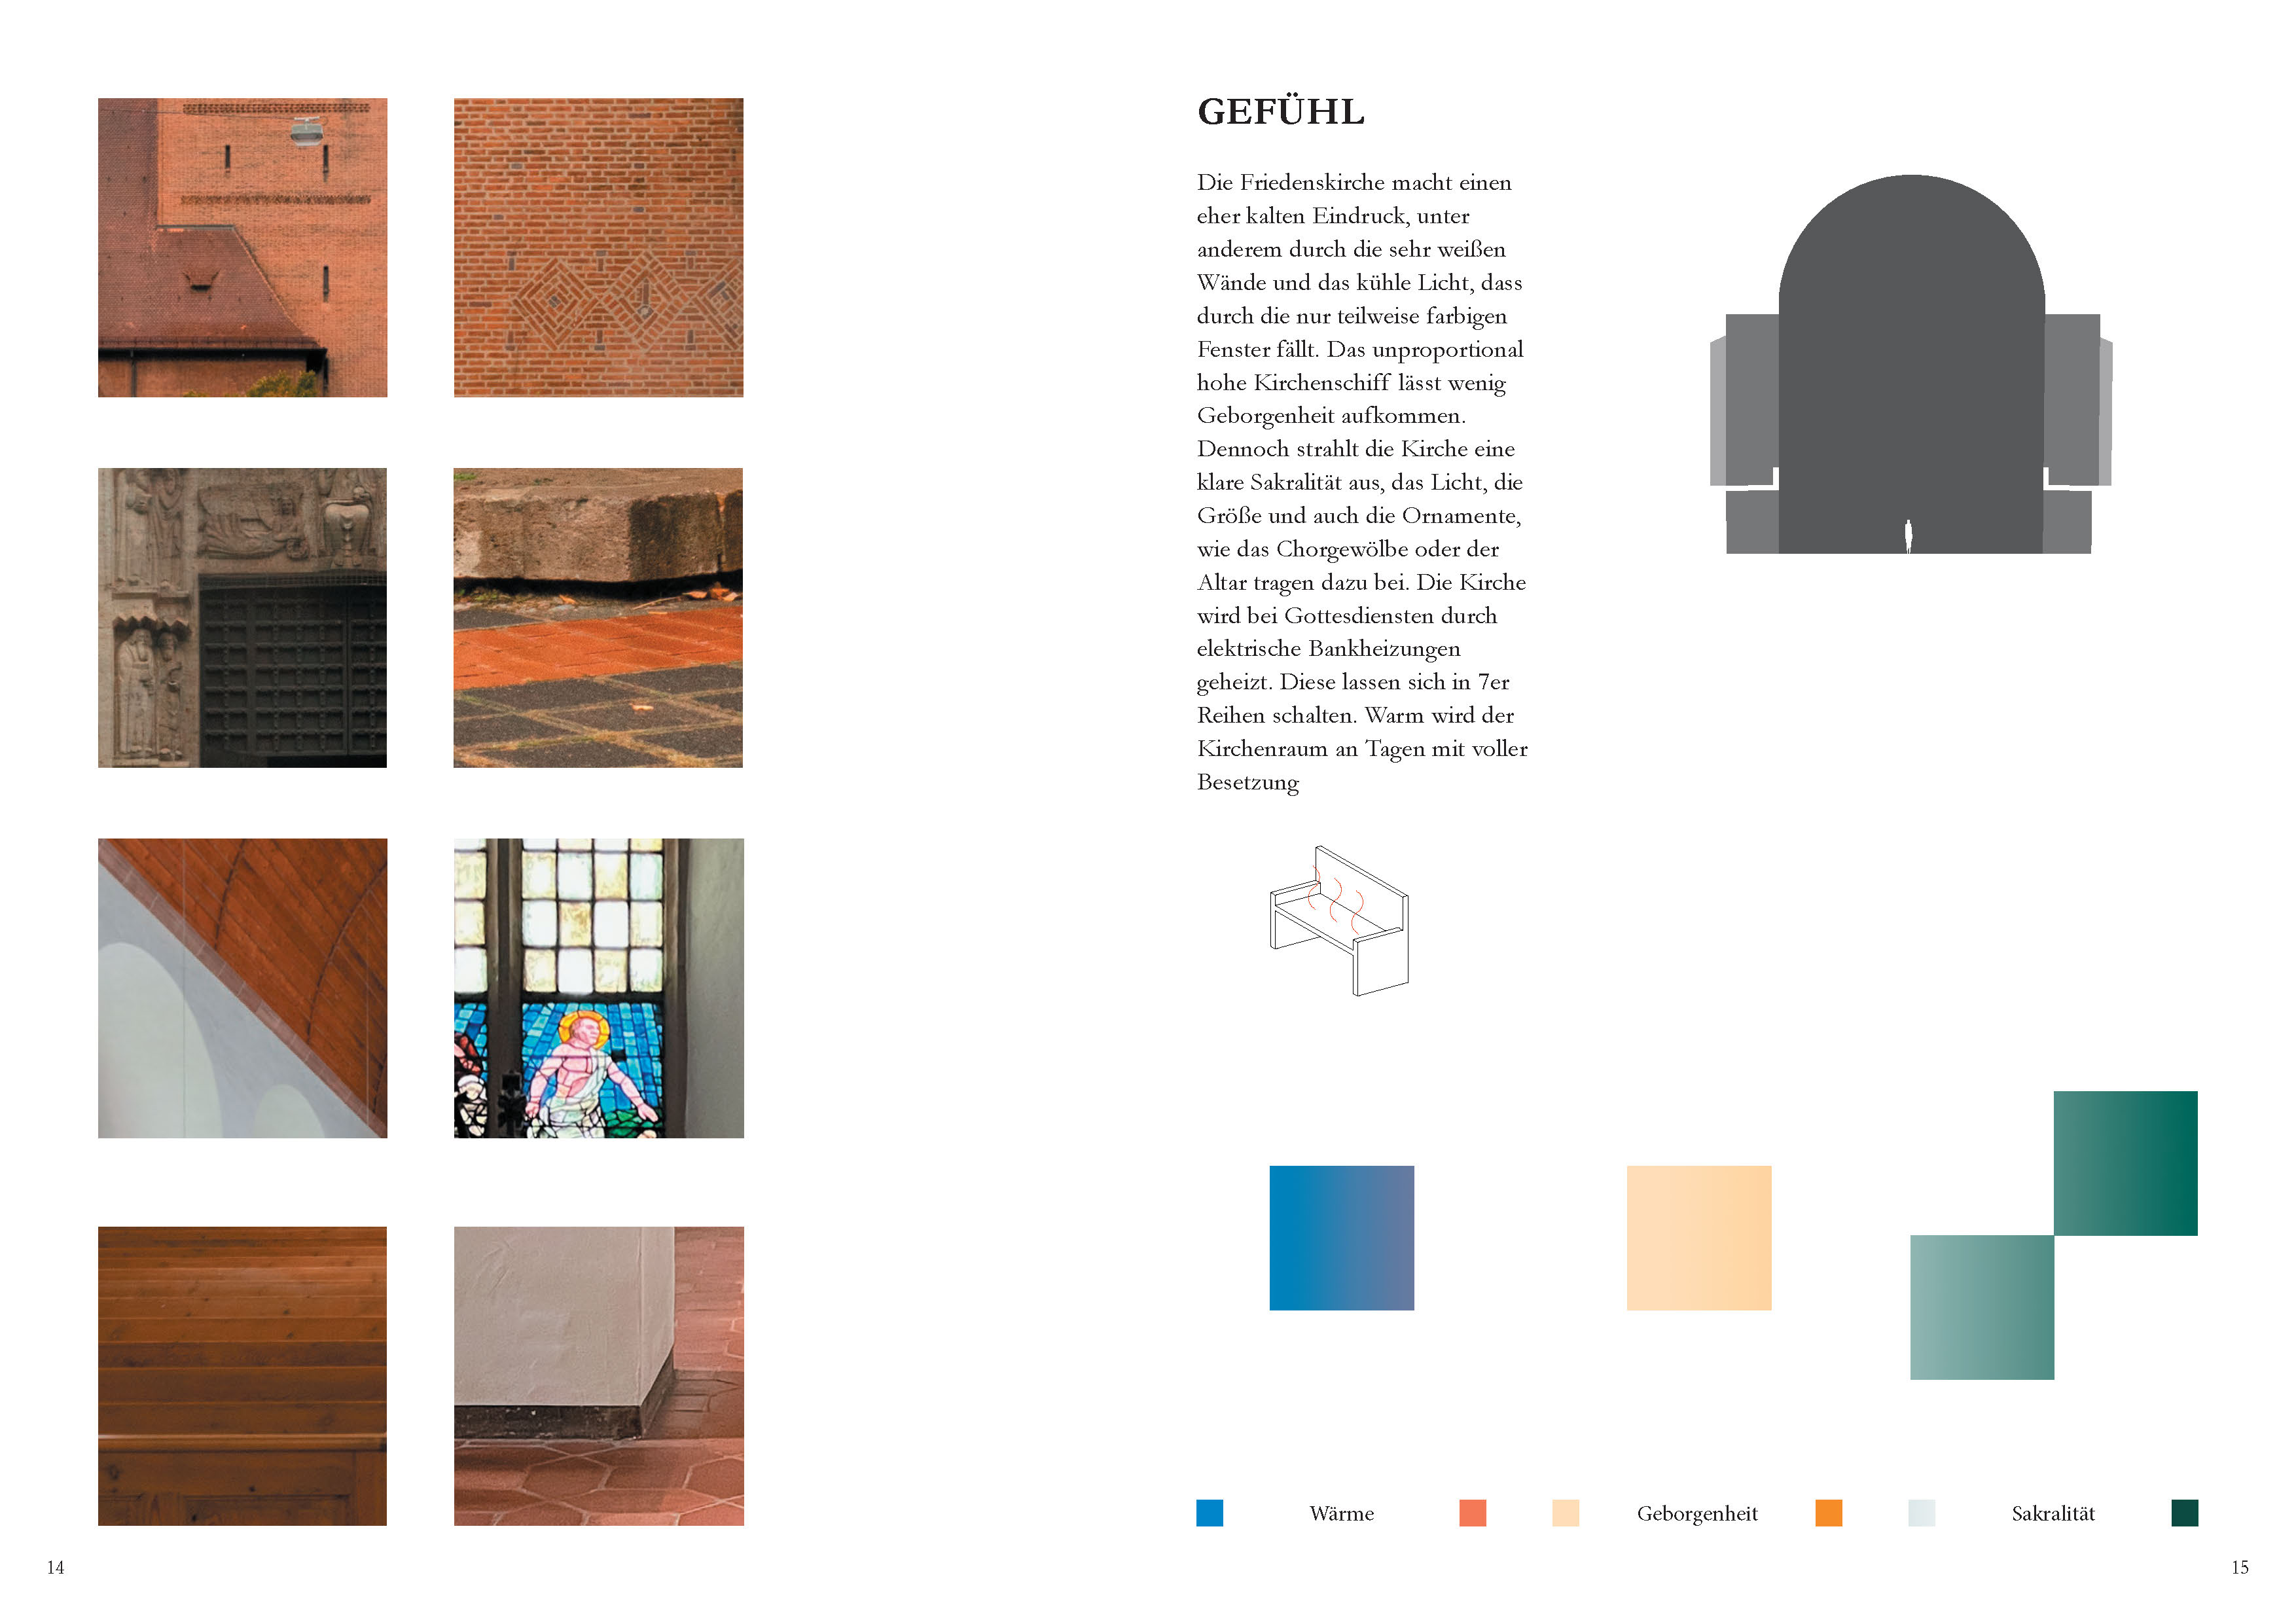 GEFÜHL
Die Friedenskirche macht einen
eher kalten Eindruck, unter
anderem durch die sehr weißen
Wände und das kühle Licht, dass
durch die nur teilweise farbigen
Fenster fällt. Das unproportional
hohe Kirchenschiff lässt wenig
Geborgenheit aufkommen.
Dennoch strahlt die Kirche eine
klare Sakralität aus, das Licht, die
Größe und auch die Ornamente,
wie das Chorgewölbe oder der
Altar tragen dazu bei. Die Kirche
wird bei Gottesdiensten durch
elektrische Bankheizungen
geheizt. Diese lassen sich in 7er
Reihen schalten. Warm wird der
Kirchenraum an Tagen mit voller
Besetzung
Wärme
Geborgenheit
Sakralität
14
15